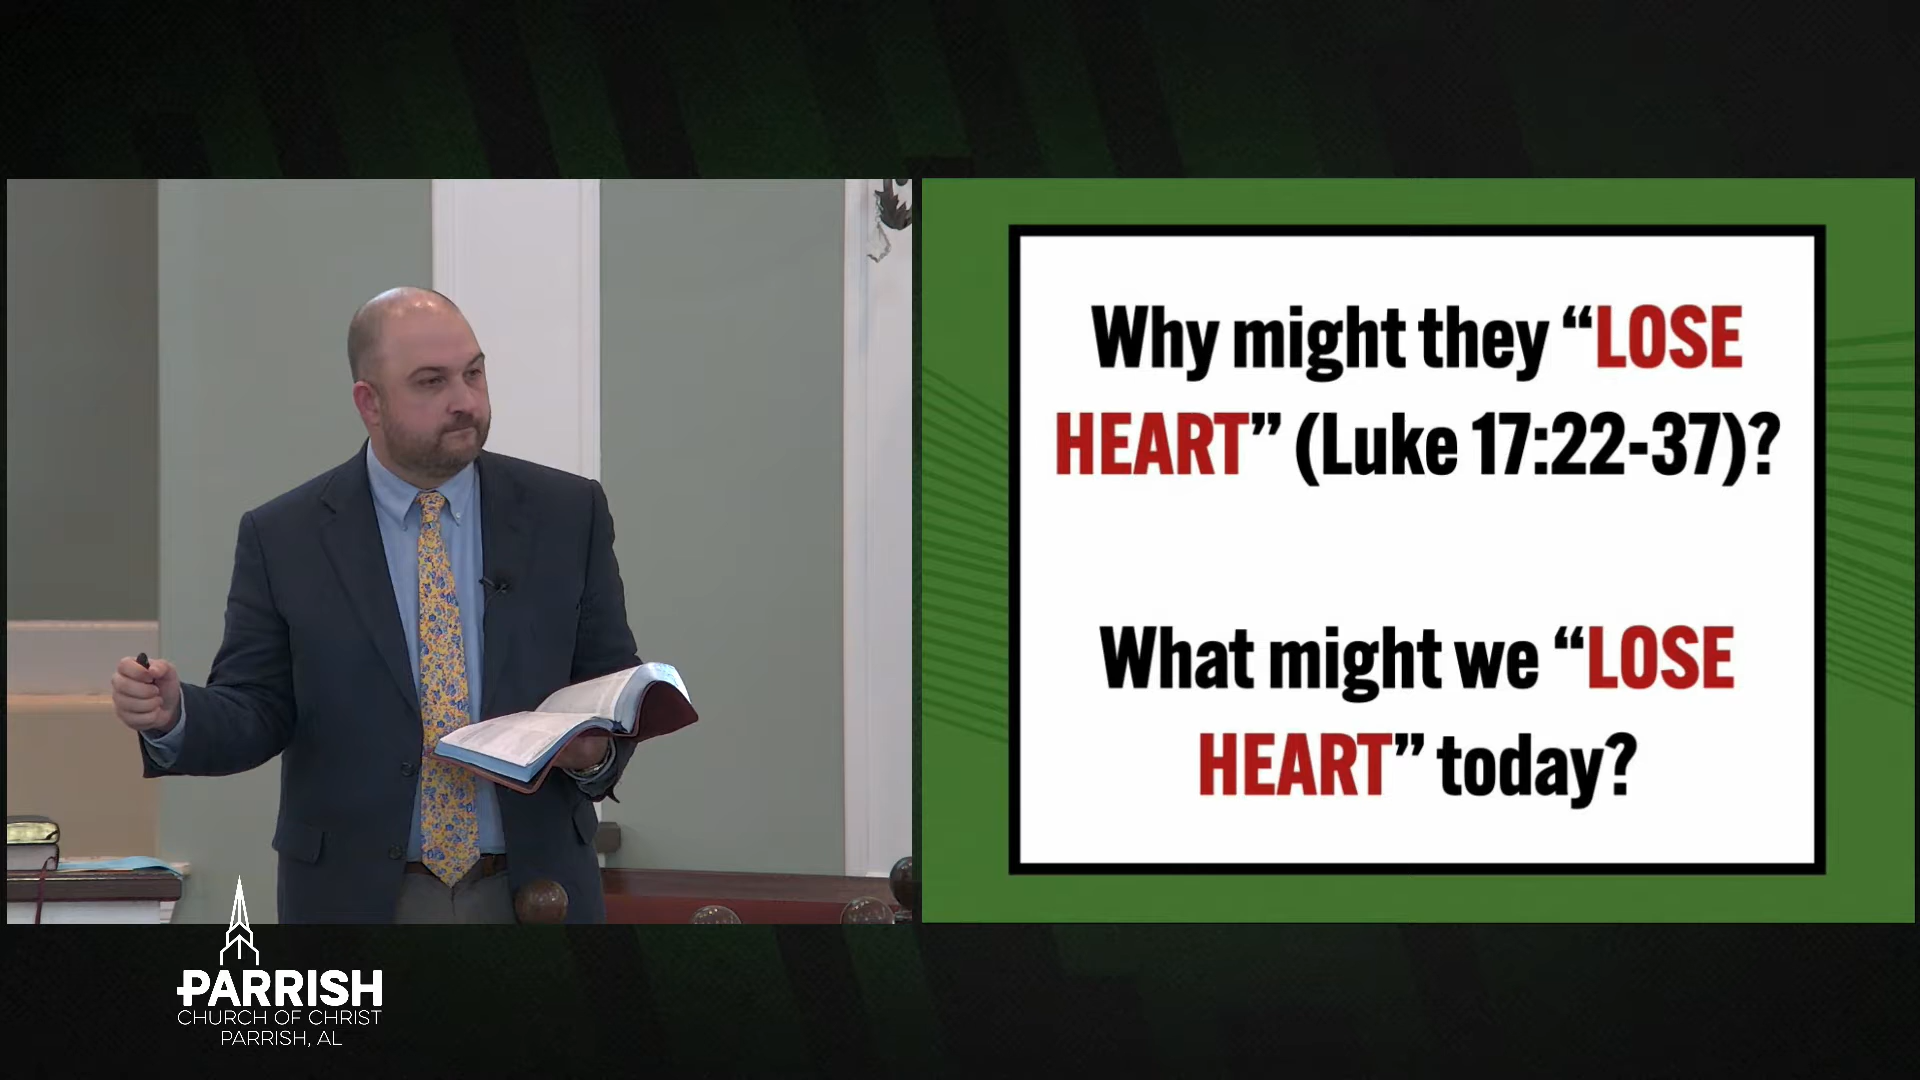 Why might they “LOSE
HEART” (Luke 17:22-37)?
What might we “LOSE
HEART” today?
PARRISH
CHURCH OF CHRIST
PARRISH, AL